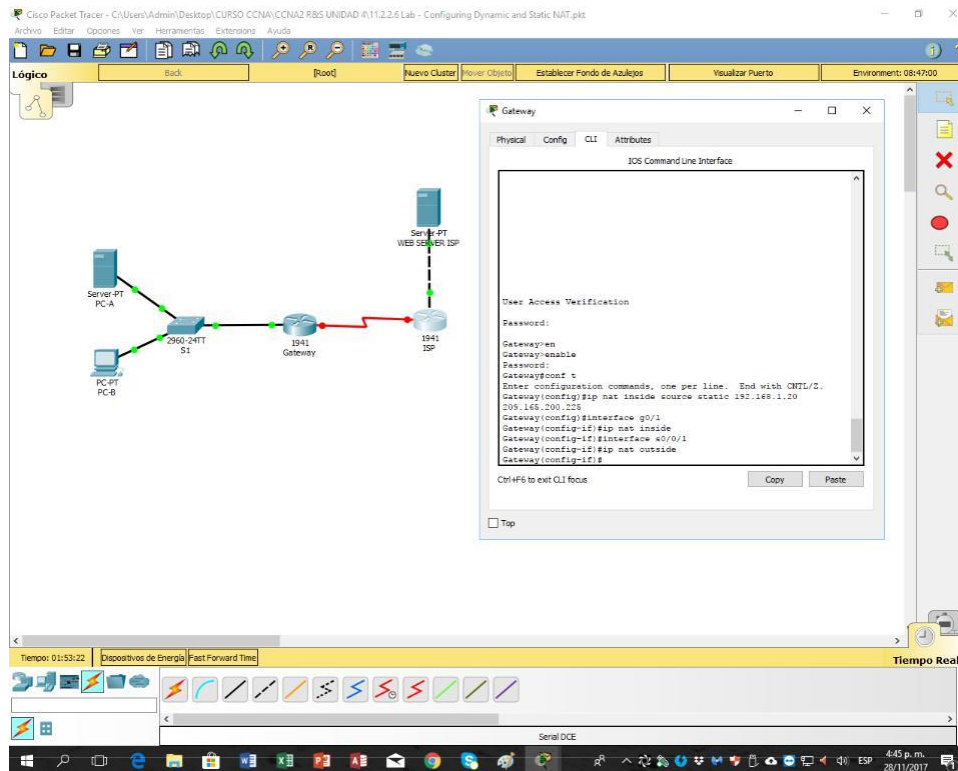 Cisco Packet Tracer - C:\Users\Admin\Desktop\CURSO CCNA\CCNA2 R&S UNIDAD 4\11.2.2.6 Lab - Configuring Dynamic and Static NAT.pkt
Archivo Editar Opciones Ver Herramientas Extensions Ayuda
Lógico Back [Root] Nuevo Cluster Mover Objeto Establecer Fondo de Azulejos Visualizar Puerto Environment: 08:47:00
Gateway
Physical Config CLI Attributes
IOS Command Line Interface
User Access Verification
Password:
Gateway>en
Gateway>enable
Password:
Gateway#conf t
Enter configuration commands, one per line. End with CNTL/Z.
Gateway(config)#ip nat inside source static 192.168.1.20
209.165.200.225
Gateway(config)#interface g0/1
Gateway(config-if)#ip nat inside
Gateway(config-if)#interface s0/0/1
Gateway(config-if)#ip nat outside
Gateway(config-if)#
Ctrl+F6 to exit CLI focus Copy Paste
Top
Server-PT
WEB SERVER ISP
Server-PT
PC-A
2960-24TT
S1
1941
Gateway
1941
ISP
PC-PT
PC-B
Tiempo: 01:53:22 Dispositivos de Energía Fast Forward Time Tiempo Real
Serial DCE
ESP 4:45 p. m.
28/11/2017